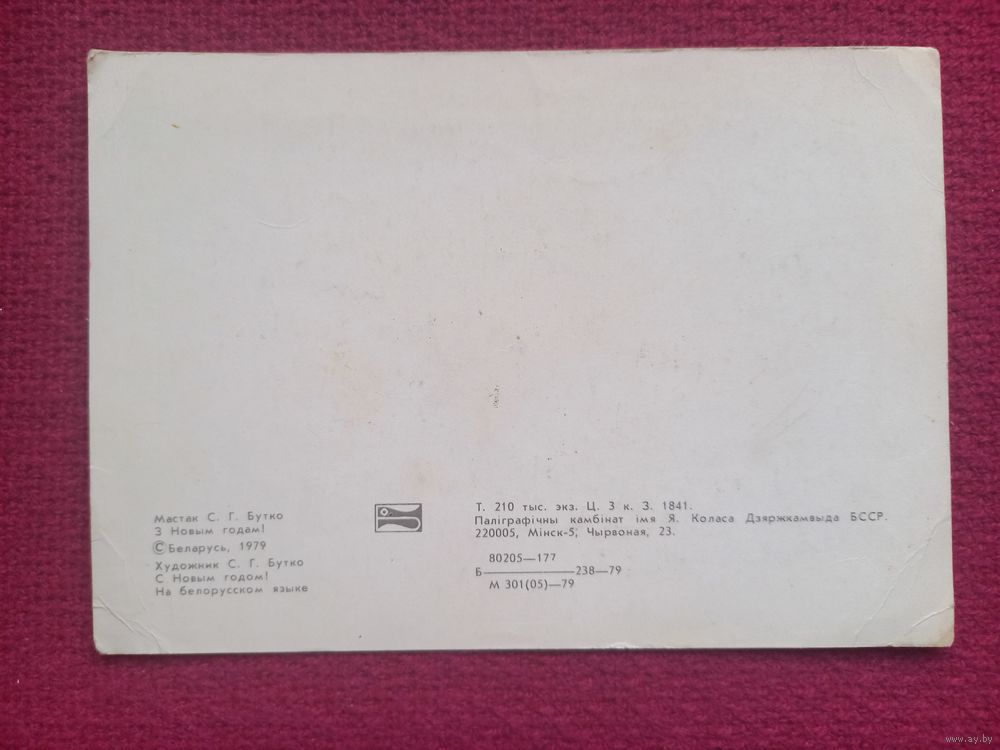 Мастак С. Г. Бутко
З Новым годам!
© Беларусь, 1979
Художник С. Г. Бутко
С Новым годом!
На белорусском языке
Т. 210 тыс. экз. Ц. 3 к. З. 1841.
Паліграфічны камбінат імя Я. Коласа Дзяржкамвыда БССР.
220005, Мінск-5, Чырвоная, 23.
80205—177
Б————238—79
М 301(05)—79
www.ay.by